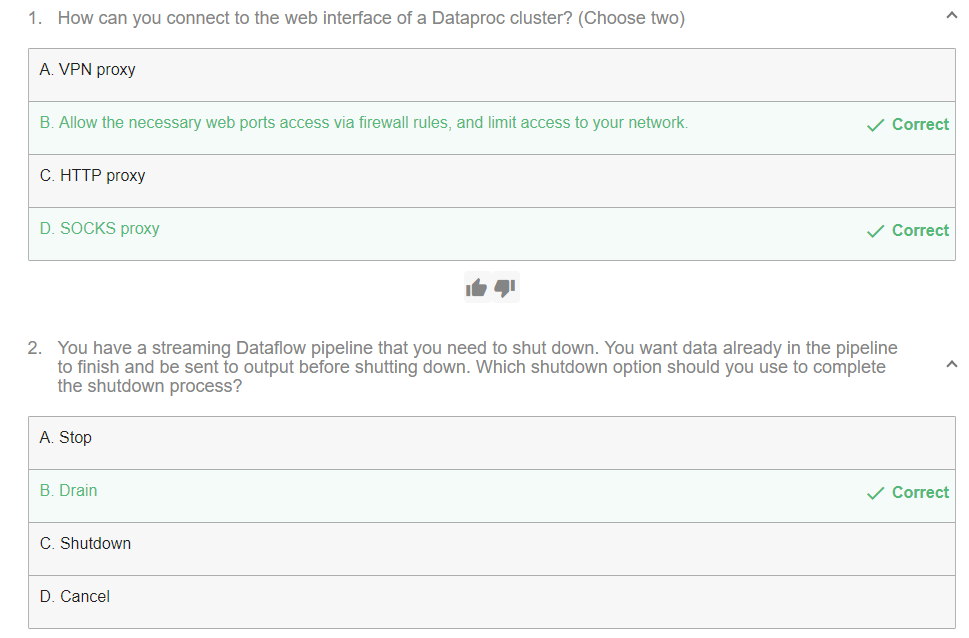 1. How can you connect to the web interface of a Dataproc cluster? (Choose two)
A. VPN proxy
B. Allow the necessary web ports access via firewall rules, and limit access to your network.
Correct
C. HTTP proxy
D. SOCKS proxy
Correct
2. You have a streaming Dataflow pipeline that you need to shut down. You want data already in the pipeline
to finish and be sent to output before shutting down. Which shutdown option should you use to complete
the shutdown process?
A. Stop
B. Drain
Correct
C. Shutdown
D. Cancel